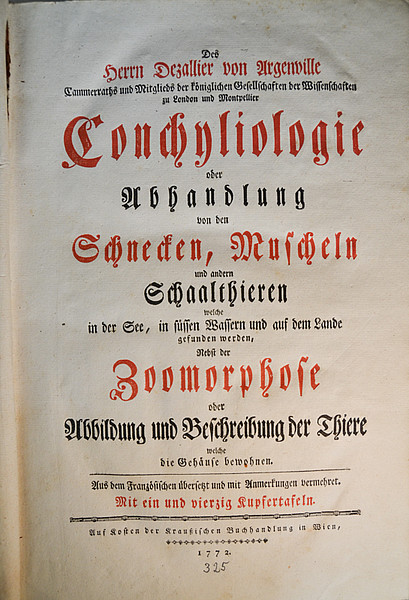 Des
Herrn Dezallier von Argenville
Cammerraths und Mitglieds der königlichen Gesellschaften der Wissenschaften
zu London und Montpellier
Conchyliologie
oder
Abhandlung
von den
Schnecken, Muscheln
und andern
Schaalthieren
welche
in der See, in süssen Wassern und auf dem Lande
gefunden werden,
Nebst der
Zoomorphose
oder
Abbildung und Beschreibung der Thiere
welche
die Gehäuse bewohnen.
Aus dem Französischen übersetzt und mit Anmerkungen vermehret.
Mit ein und vierzig Kupfertafeln.
Auf Kosten der Kraußischen Buchhandlung in Wien,
1772.
325